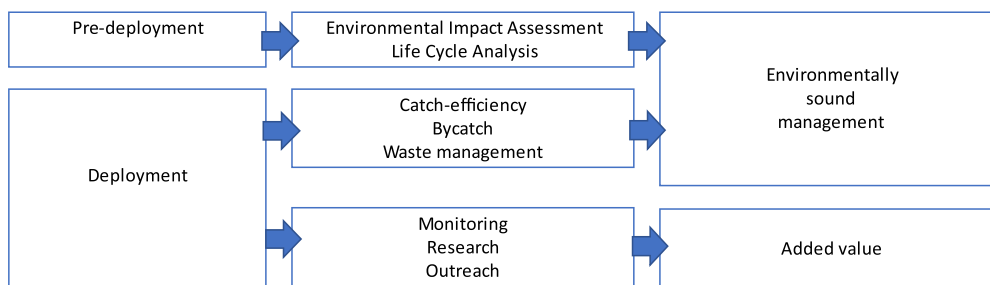 Pre-deployment
Environmental Impact Assessment
Life Cycle Analysis
Environmentally
sound
management
Deployment
Catch-efficiency
Bycatch
Waste management
Monitoring
Research
Outreach
Added value